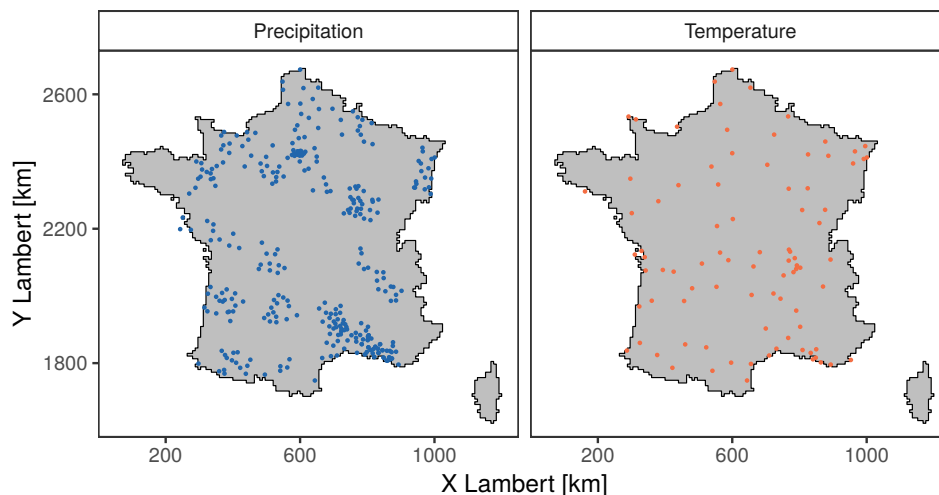 Precipitation Temperature
2600
2200
1800
Y Lambert [km]
200 600 1000 200 600 1000
X Lambert [km]